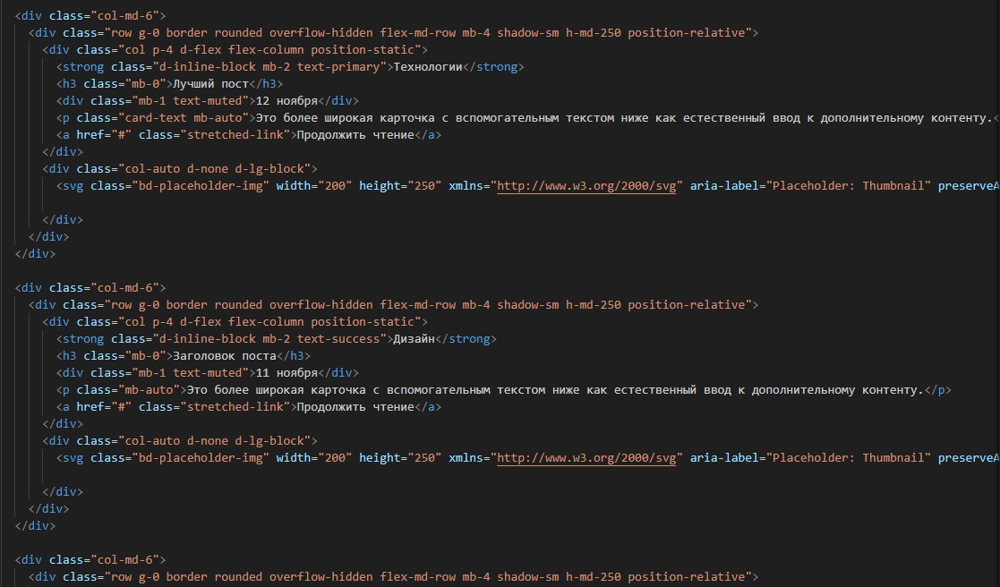 <div class="col-md-6">
<div class="row g-0 border rounded overflow-hidden flex-md-row mb-4 shadow-sm h-md-250 position-relative">
<div class="col p-4 d-flex flex-column position-static">
<strong class="d-inline-block mb-2 text-primary">Технологии</strong>
<h3 class="mb-0">Лучший пост</h3>
<div class="mb-1 text-muted">12 ноября</div>
<p class="card-text mb-auto">Это более широкая карточка с вспомогательным текстом ниже как естественный ввод к дополнительному контенту.<
<a href="#" class="stretched-link">Продолжить чтение</a>
</div>
<div class="col-auto d-none d-lg-block">
<svg class="bd-placeholder-img" width="200" height="250" xmlns="http://www.w3.org/2000/svg" aria-label="Placeholder: Thumbnail" preserveA
</div>
</div>
</div>
<div class="col-md-6">
<div class="row g-0 border rounded overflow-hidden flex-md-row mb-4 shadow-sm h-md-250 position-relative">
<div class="col p-4 d-flex flex-column position-static">
<strong class="d-inline-block mb-2 text-success">Дизайн</strong>
<h3 class="mb-0">Заголовок поста</h3>
<div class="mb-1 text-muted">11 ноября</div>
<p class="mb-auto">Это более широкая карточка с вспомогательным текстом ниже как естественный ввод к дополнительному контенту.</p>
<a href="#" class="stretched-link">Продолжить чтение</a>
</div>
<div class="col-auto d-none d-lg-block">
<svg class="bd-placeholder-img" width="200" height="250" xmlns="http://www.w3.org/2000/svg" aria-label="Placeholder: Thumbnail" preserveA
</div>
</div>
</div>
<div class="col-md-6">
<div class="row g-0 border rounded overflow-hidden flex-md-row mb-4 shadow-sm h-md-250 position-relative">